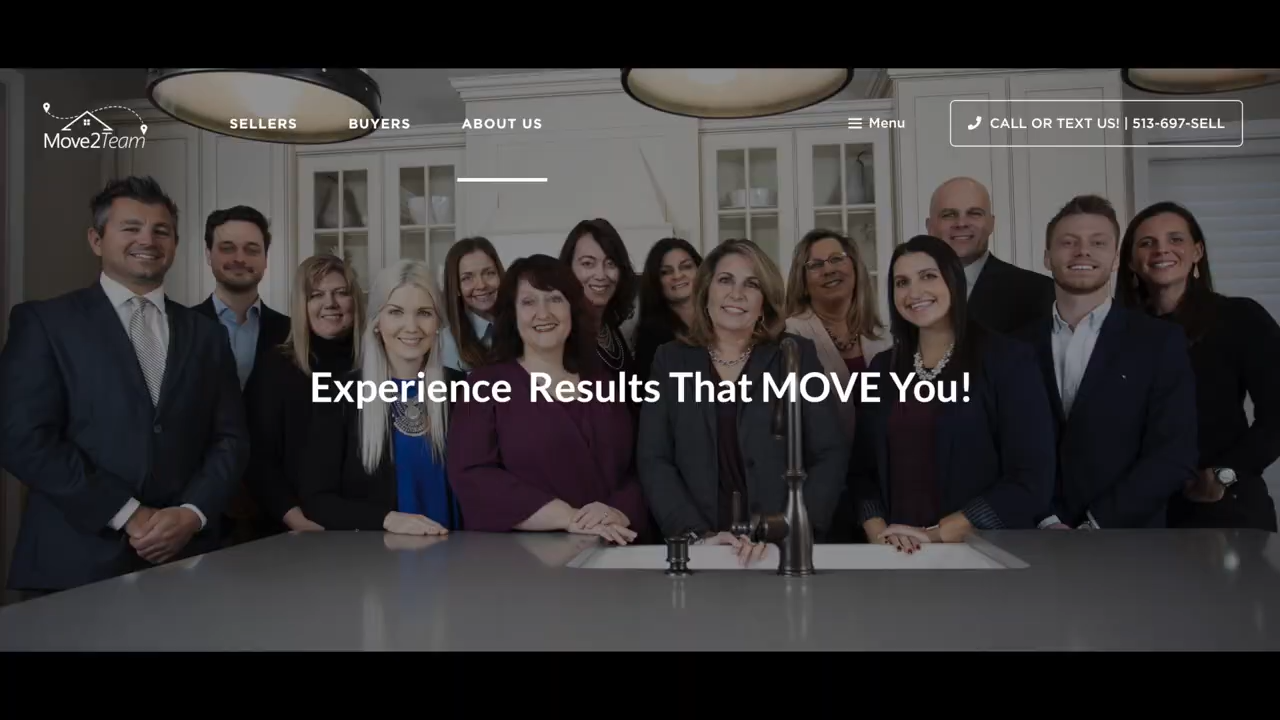 Move2Team
SELLERS
BUYERS
ABOUT US
Menu
CALL OR TEXT US! | 513-697-SELL
Experience Results That MOVE You!